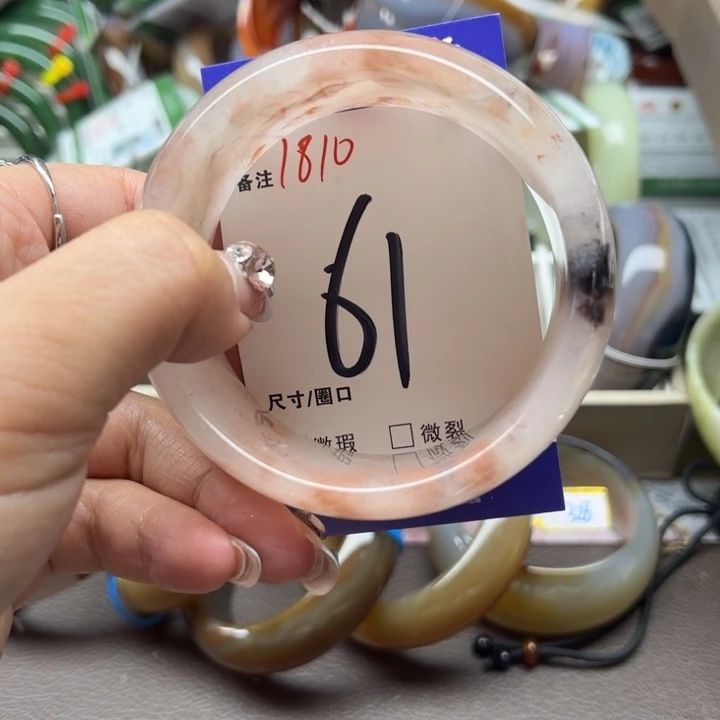 备注 1810
61
尺寸/圈口
微瑕 □ 微裂